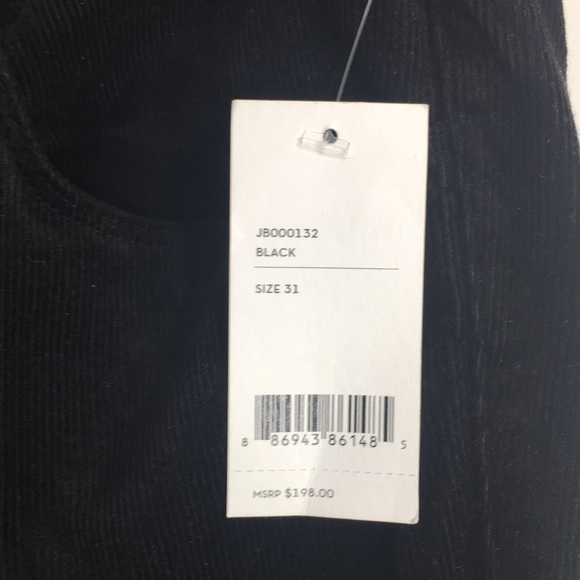 JB000132
BLACK
SIZE 31
8 86943 86148 5
MSRP $198.00